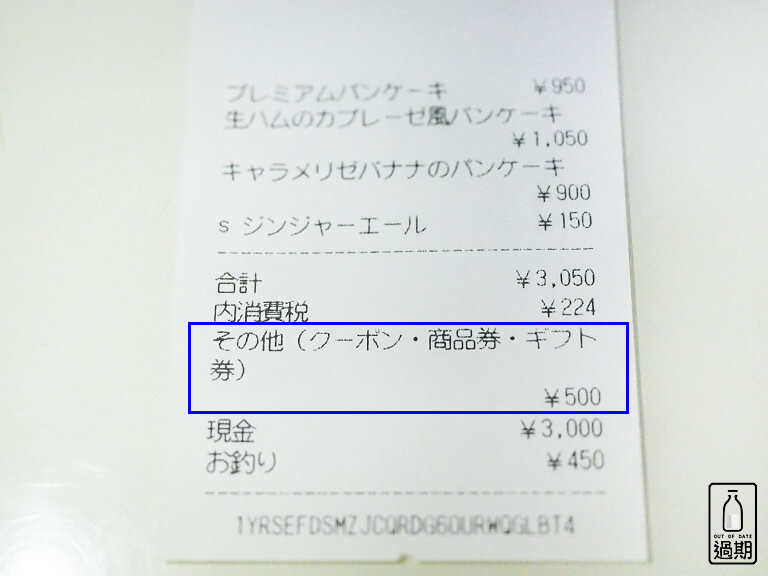 プレミアムパンケーキ ¥950
生ハムのカプレーゼ風パンケーキ
¥1,050
キャラメリゼバナナのパンケーキ
¥900
s ジンジャーエール ¥150
合計 ¥3,050
内消費税 ¥224
その他（クーポン・商品券・ギフト
券）
¥500
現金 ¥3,000
お釣り ¥450
1YRSEFDSMZJCQRDG6OURWQGLBT4
OUT OF DATE
過期